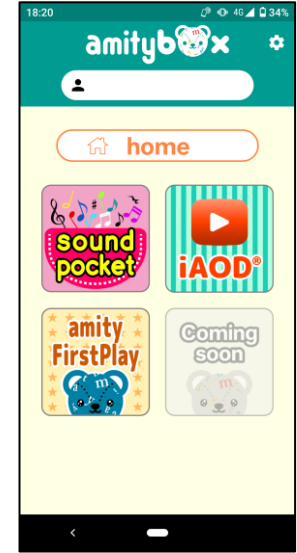 18:20 4G 34%
amitybox
home
sound
pocket
iAOD®
amity
FirstPlay
Coming
soon